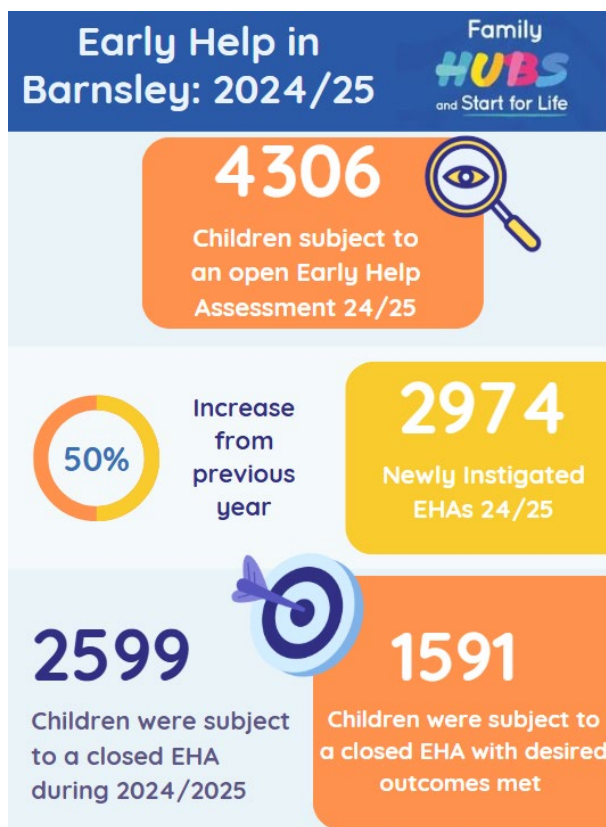 Early Help in
Barnsley: 2024/25
Family
HUBS
and Start for Life
4306
Children subject to
an open Early Help
Assessment 24/25
50%
Increase
from
previous
year
2974
Newly Instigated
EHAs 24/25
2599
Children were subject
to a closed EHA
during 2024/2025
1591
Children were subject to
a closed EHA with desired
outcomes met